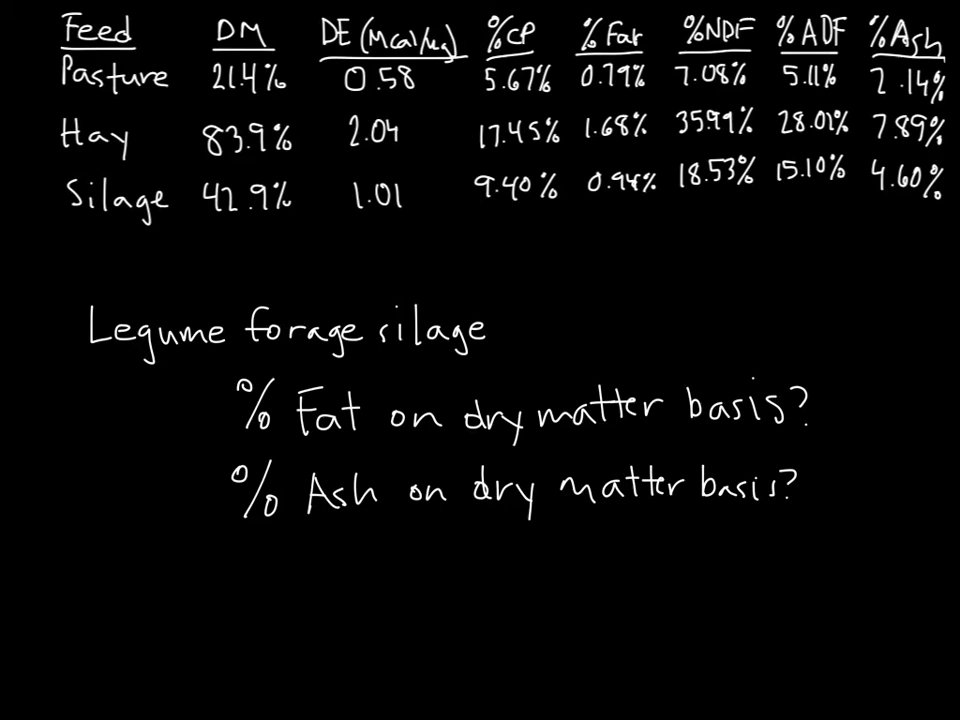 Feed DM DE (Mcal/kg) %CP %Fat %NDF %ADF %Ash
Pasture 21.4% 0.58 5.67% 0.79% 7.08% 5.11% 2.14%
Hay 83.9% 2.04 17.45% 1.68% 35.99% 28.01% 7.89%
Silage 42.9% 1.01 9.40% 0.94% 18.53% 15.10% 4.60%
Legume forage silage
% Fat on dry matter basis?
% Ash on dry matter basis?